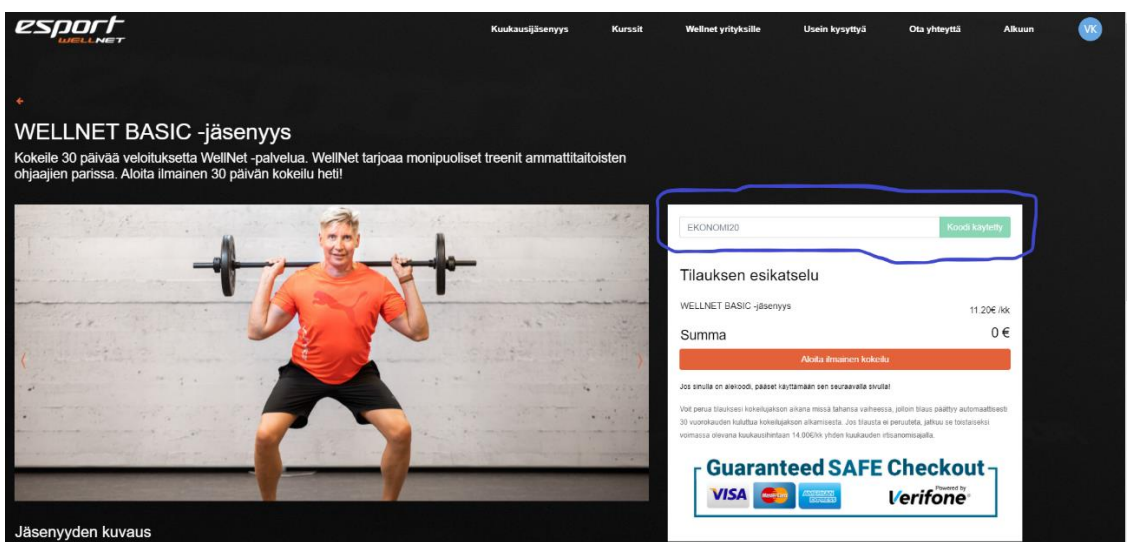 esport
WELLNET
Kuukausijäsenyys Kurssit Wellnet yrityksille Usein kysyttyä Ota yhteyttä Alkuun VK
WELLNET BASIC -jäsenyys
Kokeile 30 päivää veloituksetta WellNet -palvelua. WellNet tarjoaa monipuoliset treenit ammattitaitoisten
ohjaajien parissa. Aloita ilmainen 30 päivän kokeilu heti!
EKONOMI20 Koodi käytetty
Tilauksen esikatselu
WELLNET BASIC -jäsenyys 11.20€ /kk
Summa 0 €
Aloita ilmainen kokeilu
Jos sinulla on alekoodi, pääset käyttämään sen seuraavalla sivulla!
Voit perua tilauksesi kokeilujakson aikana missä tahansa vaiheessa, jolloin tilaus päättyy automaattisesti
30 vuorokauden kuluttua kokeilujakson alkamisesta. Jos tilausta ei peruuteta, jatkuu se toistaiseksi
voimassa olevana kuukausihintaan 14.00€/kk yhden kuukauden irtisanomisajalla.
Guaranteed SAFE Checkout
VISA MasterCard AMERICAN EXPRESS Powered by Verifone
Jäsenyyden kuvaus